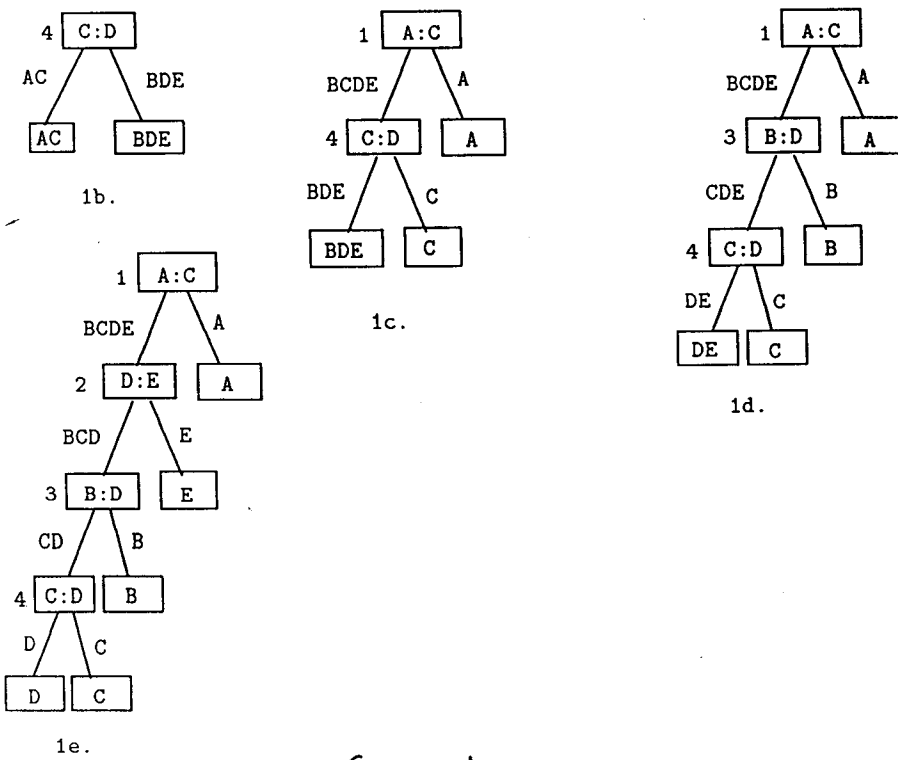 4 C:D
AC BDE
AC BDE
1b.
1 A:C
BCDE A
4 C:D A
BDE C
BDE C
1c.
1 A:C
BCDE A
3 B:D A
CDE B
4 C:D B
DE C
DE C
1d.
1 A:C
BCDE A
2 D:E A
BCD E
3 B:D E
CD B
4 C:D B
D C
D C
1e.